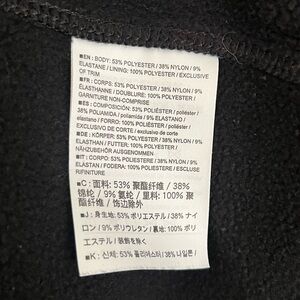 ■EN: BODY: 53% POLYESTER / 38% NYLON / 9%
ELASTANE / LINING: 100% POLYESTER / EXCLUSIVE
OF TRIM
■FR: CORPS: 53% POLYESTER / 38% NYLON / 9%
ÉLASTHANNE / DOUBLURE: 100% POLYESTER /
GARNITURE NON-COMPRISE
■ES: COMPOSICIÓN: 53% POLIÉSTER/poliéster /
38% POLIAMIDA / poliamida / 9% ELASTANO /
elastano / FORRO: 100% POLIÉSTER / poliéster /
EXCLUSIVO DE CORTE / exclusivo de corte
■DE: KÖRPER: 53% POLYESTER / 38% NYLON / 9%
ELASTHAN / FUTTER: 100% POLYESTER /
NÄHZUBEHÖR AUSGENOMMEN
■IT: CORPO: 53% POLIESTERE / 38% NYLON / 9%
ELASTAN / FODERA: 100% POLIESTERE / ESCLUSE
RIFINITURE
■C: 面料: 53% 聚酯纤维 / 38%
锦纶 / 9% 氨纶 / 里料: 100% 聚
酯纤维 / 饰边除外
■J: 身生地: 53% ポリエステル / 38% ナイ
ロン / 9% ポリウレタン / 裏地: 100% ポリ
エステル / 装飾を除く
■K: 신체: 53% 폴리에스터 / 38% 나일론 /